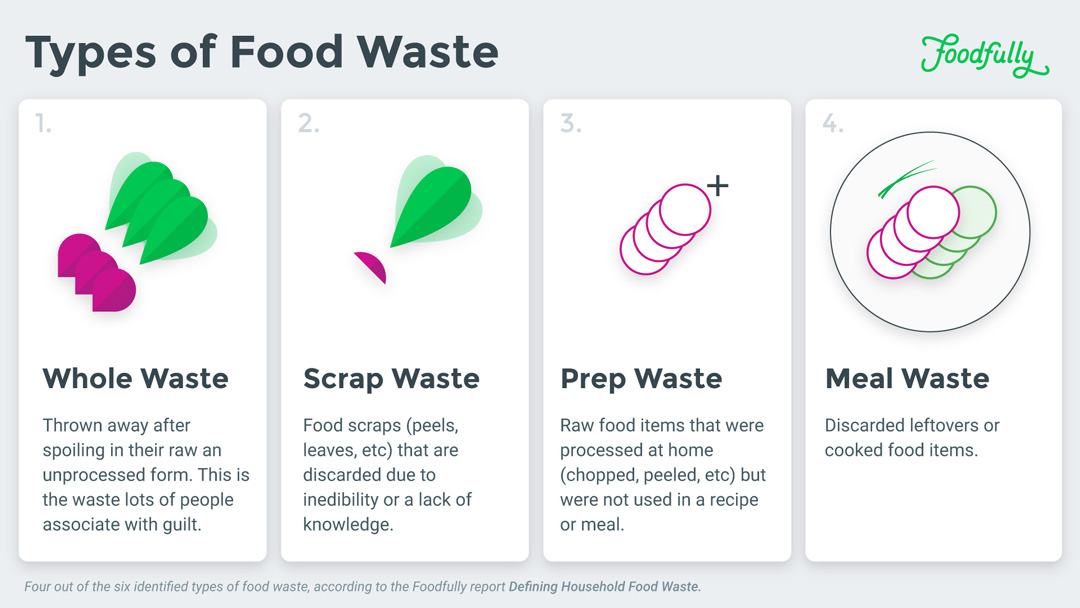 Types of Food Waste
Foodfully
1.
Whole Waste
Thrown away after
spoiling in their raw an
unprocessed form. This is
the waste lots of people
associate with guilt.
2.
Scrap Waste
Food scraps (peels,
leaves, etc) that are
discarded due to
inedibility or a lack of
knowledge.
3.
+
Prep Waste
Raw food items that were
processed at home
(chopped, peeled, etc) but
were not used in a recipe
or meal.
4.
Meal Waste
Discarded leftovers or
cooked food items.
Four out of the six identified types of food waste, according to the Foodfully report Defining Household Food Waste.